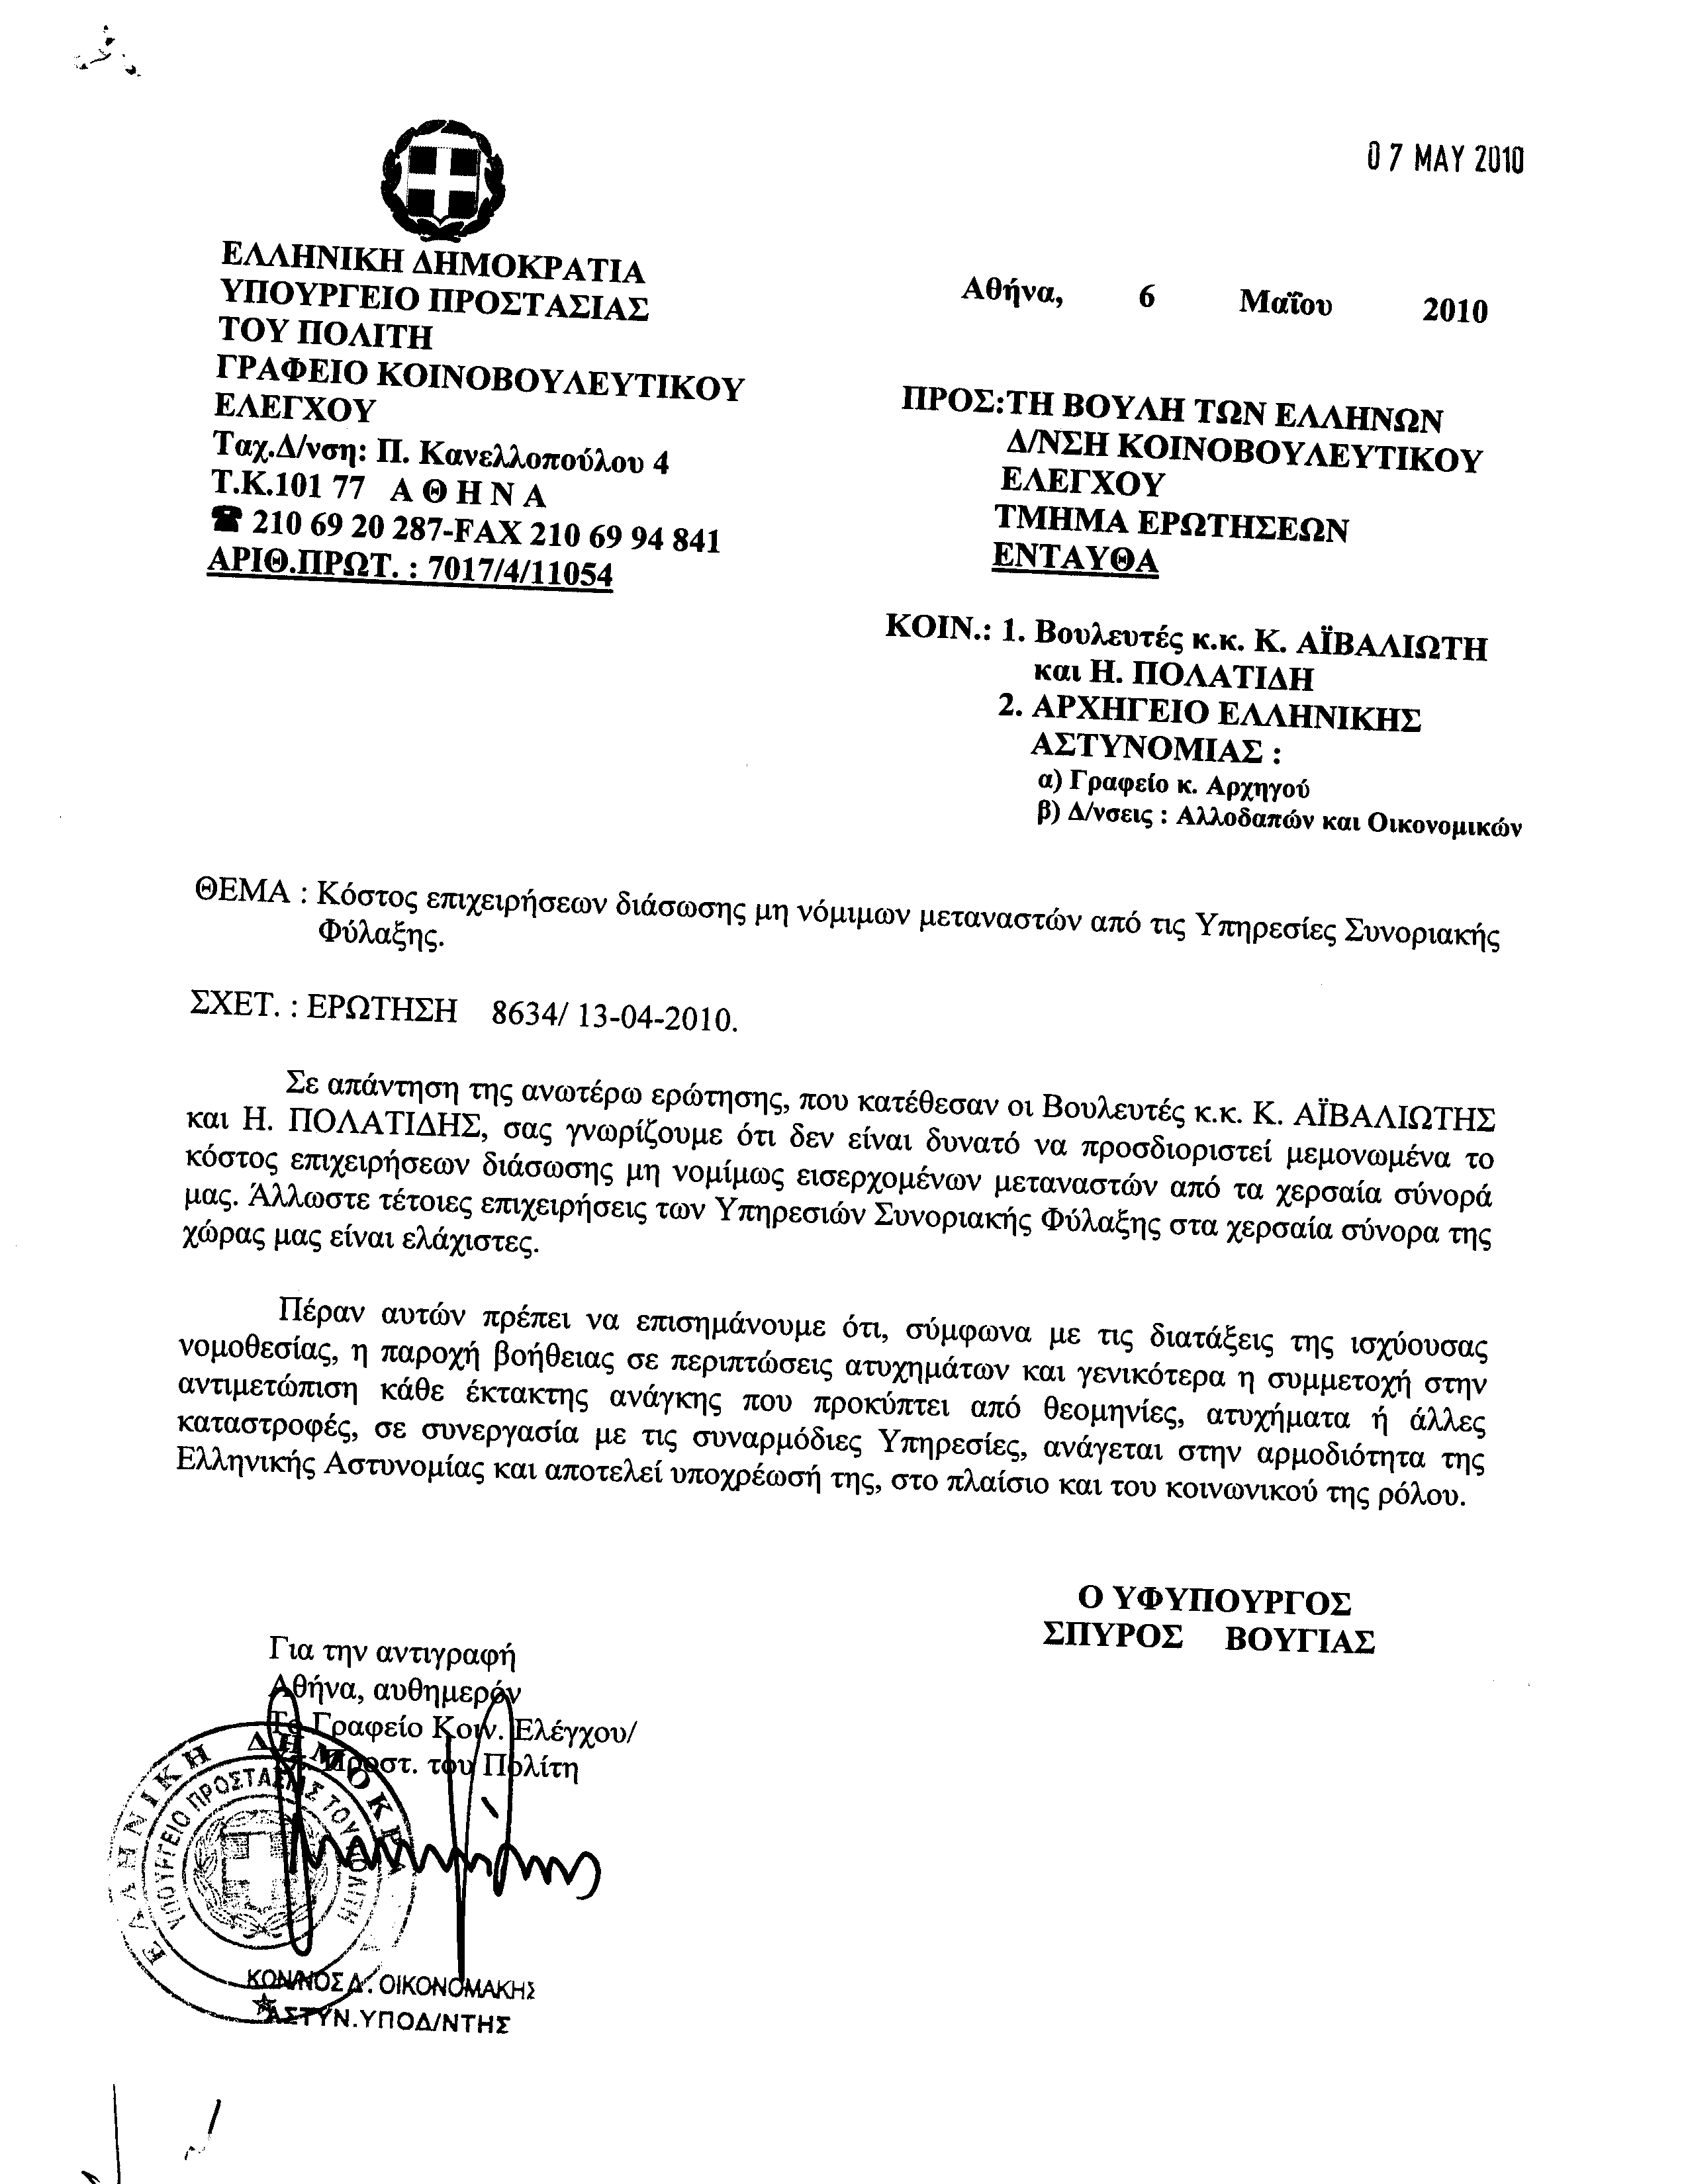 07 MAY 2010
ΕΛΛΗΝΙΚΗ ΔΗΜΟΚΡΑΤΙΑ
ΥΠΟΥΡΓΕΙΟ ΠΡΟΣΤΑΣΙΑΣ
ΤΟΥ ΠΟΛΙΤΗ
ΓΡΑΦΕΙΟ ΚΟΙΝΟΒΟΥΛΕΥΤΙΚΟΥ
ΕΛΕΓΧΟΥ
Ταχ.Δ/νση: Π. Κανελλοπούλου 4
Τ.Κ.101 77 Α Θ Η Ν Α
☎ 210 69 20 287-FAX 210 69 94 841
ΑΡΙΘ.ΠΡΩΤ. : 7017/4/11054
Αθήνα, 6 Μαΐου 2010
ΠΡΟΣ:ΤΗ ΒΟΥΛΗ ΤΩΝ ΕΛΛΗΝΩΝ
Δ/ΝΣΗ ΚΟΙΝΟΒΟΥΛΕΥΤΙΚΟΥ
ΕΛΕΓΧΟΥ
ΤΜΗΜΑ ΕΡΩΤΗΣΕΩΝ
ΕΝΤΑΥΘΑ
ΚΟΙΝ.: 1. Βουλευτές κ.κ. Κ. ΑΪΒΑΛΙΩΤΗ
και Η. ΠΟΛΑΤΙΔΗ
2. ΑΡΧΗΓΕΙΟ ΕΛΛΗΝΙΚΗΣ
ΑΣΤΥΝΟΜΙΑΣ :
α) Γραφείο κ. Αρχηγού
β) Δ/νσεις : Αλλοδαπών και Οικονομικών
ΘΕΜΑ : Κόστος επιχειρήσεων διάσωσης μη νόμιμων μεταναστών από τις Υπηρεσίες Συνοριακής
Φύλαξης.
ΣΧΕΤ. : ΕΡΩΤΗΣΗ 8634/ 13-04-2010.
Σε απάντηση της ανωτέρω ερώτησης, που κατέθεσαν οι Βουλευτές κ.κ. Κ. ΑΪΒΑΛΙΩΤΗΣ
και Η. ΠΟΛΑΤΙΔΗΣ, σας γνωρίζουμε ότι δεν είναι δυνατό να προσδιοριστεί μεμονωμένα το
κόστος επιχειρήσεων διάσωσης μη νομίμως εισερχομένων μεταναστών από τα χερσαία σύνορά
μας. Άλλωστε τέτοιες επιχειρήσεις των Υπηρεσιών Συνοριακής Φύλαξης στα χερσαία σύνορα της
χώρας μας είναι ελάχιστες.
Πέραν αυτών πρέπει να επισημάνουμε ότι, σύμφωνα με τις διατάξεις της ισχύουσας
νομοθεσίας, η παροχή βοήθειας σε περιπτώσεις ατυχημάτων και γενικότερα η συμμετοχή στην
αντιμετώπιση κάθε έκτακτης ανάγκης που προκύπτει από θεομηνίες, ατυχήματα ή άλλες
καταστροφές, σε συνεργασία με τις συναρμόδιες Υπηρεσίες, ανάγεται στην αρμοδιότητα της
Ελληνικής Αστυνομίας και αποτελεί υποχρέωσή της, στο πλαίσιο και του κοινωνικού της ρόλου.
Ο ΥΦΥΠΟΥΡΓΟΣ
ΣΠΥΡΟΣ ΒΟΥΓΙΑΣ
Για την αντιγραφή
Αθήνα, αυθημερόν
Το Γραφείο Κοιν. Ελέγχου/
Προστ. του Πολίτη
ΕΛΛΗΝΙΚΗ ΔΗΜΟΚΡ
ΥΠΟΥΡΓΕΙΟ ΠΡΟΣΤΑΣΙΑΣ ΤΟΥ ΠΟΛΙΤΗ
ΚΩΝ/ΝΟΣ Δ. ΟΙΚΟΝΟΜΑΚΗΣ
ΑΣΤΥΝ.ΥΠΟΔ/ΝΤΗΣ